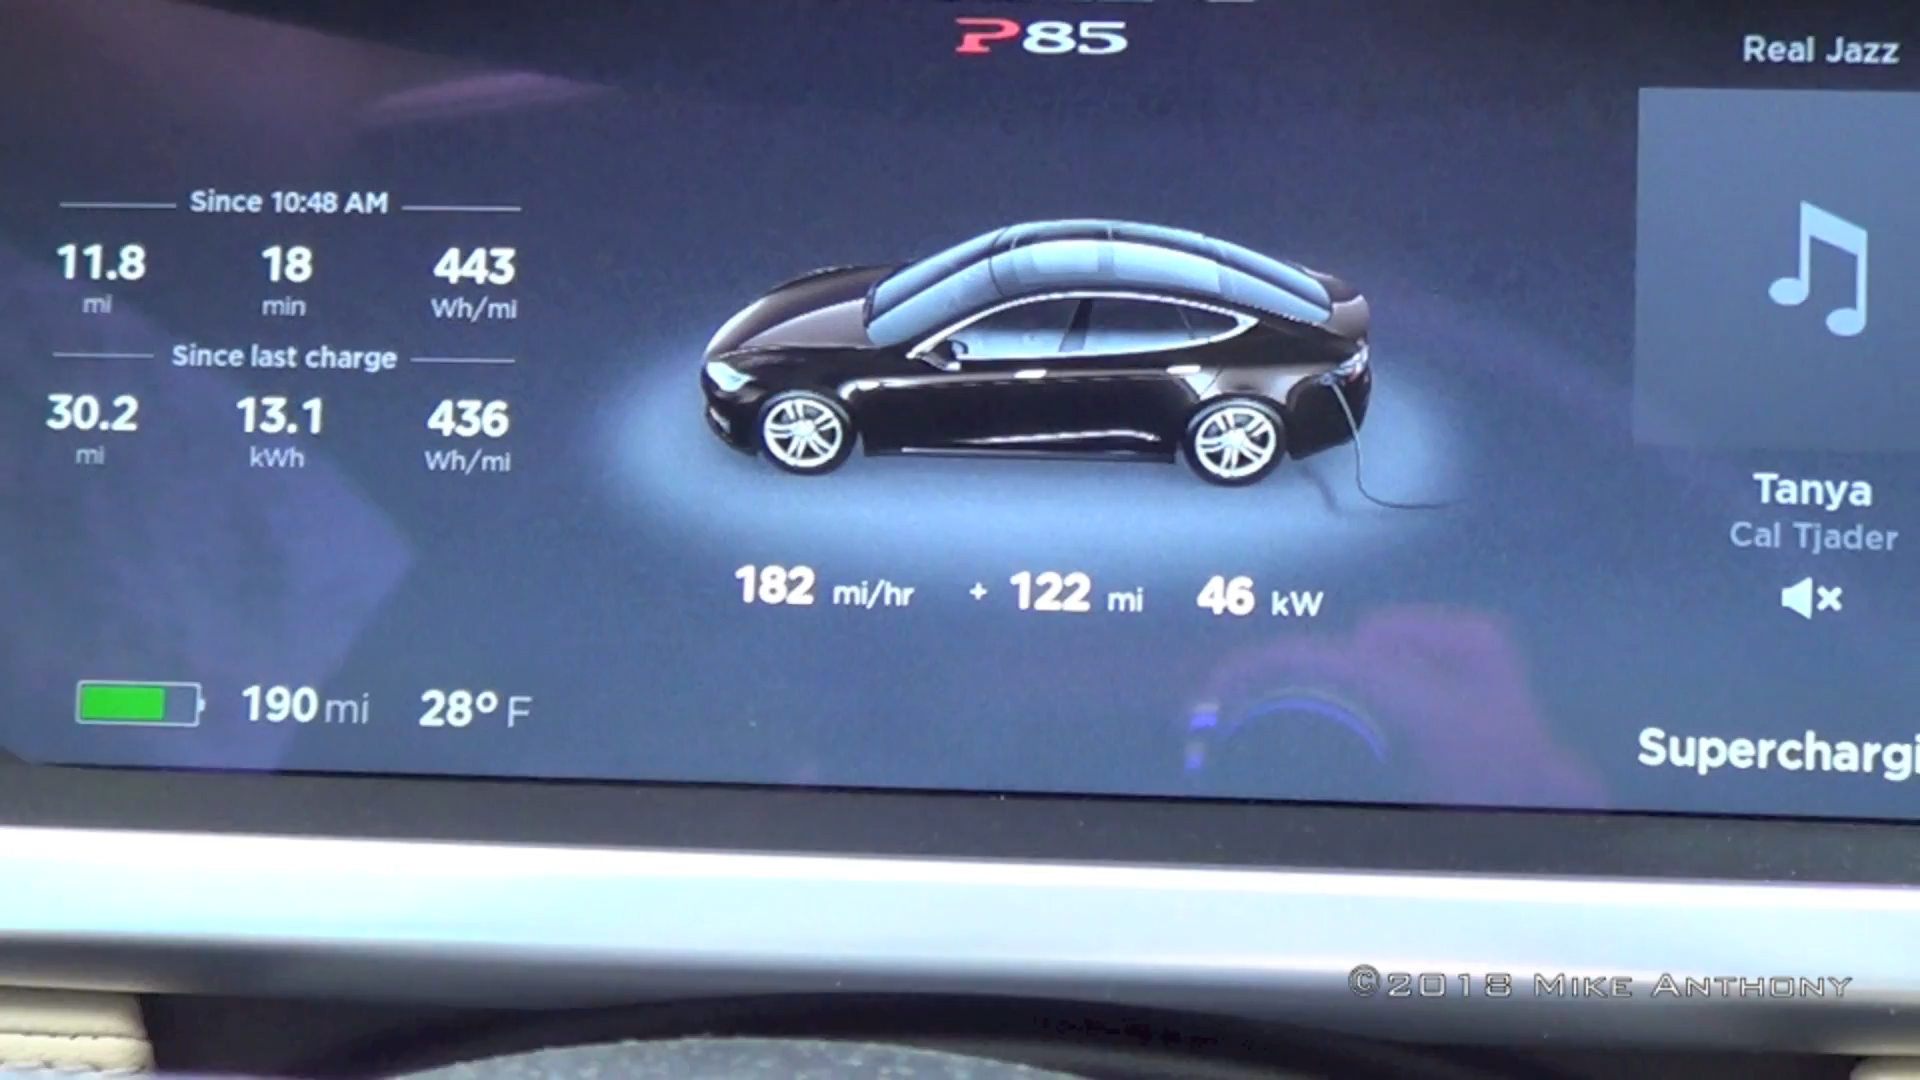 P85
Real Jazz
Since 10:48 AM
11.8 18 443
mi min Wh/mi
Since last charge
30.2 13.1 436
mi kWh Wh/mi
Tanya
Cal Tjader
182 mi/hr + 122 mi 46 kW
190 mi 28° F
Superchargi
©2018 Mike Anthony